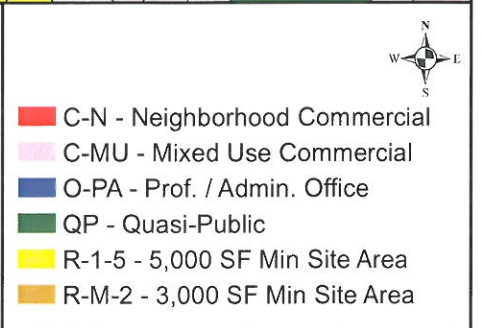 N
W E
S
C-N - Neighborhood Commercial
C-MU - Mixed Use Commercial
O-PA - Prof. / Admin. Office
QP - Quasi-Public
R-1-5 - 5,000 SF Min Site Area
R-M-2 - 3,000 SF Min Site Area